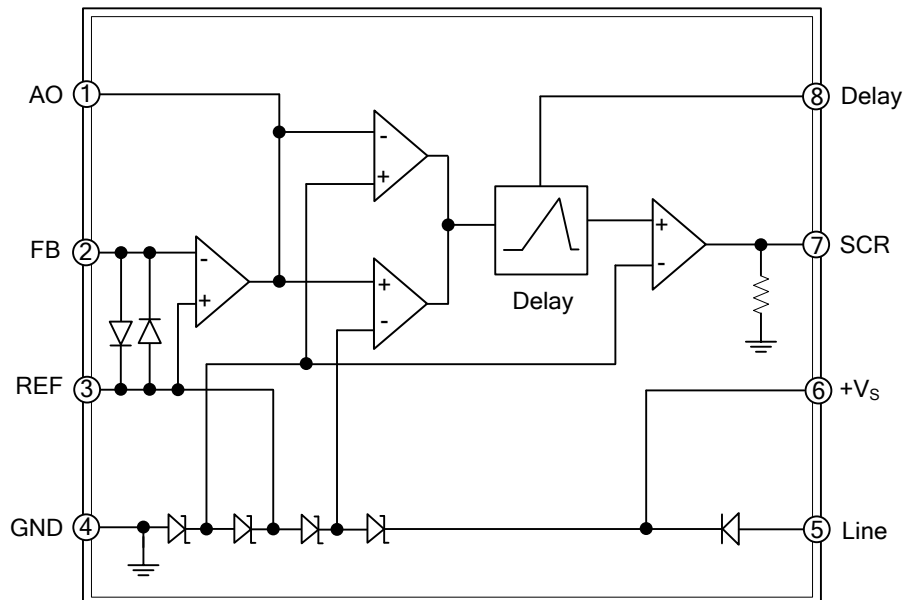 AO 1
8 Delay
-
+
FB 2
-
+
+
-
7 SCR
-
+
Delay
REF 3
6 +Vs
GND 4
5 Line